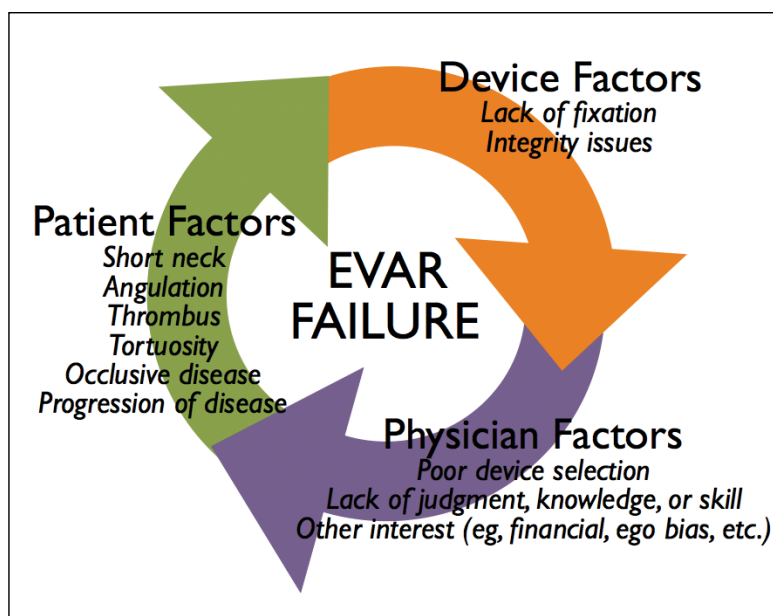 Device Factors
Lack of fixation
Integrity issues
Patient Factors
Short neck
Angulation
Thrombus
Tortuosity
Occlusive disease
Progression of disease
EVAR
FAILURE
Physician Factors
Poor device selection
Lack of judgment, knowledge, or skill
Other interest (eg, financial, ego bias, etc.)